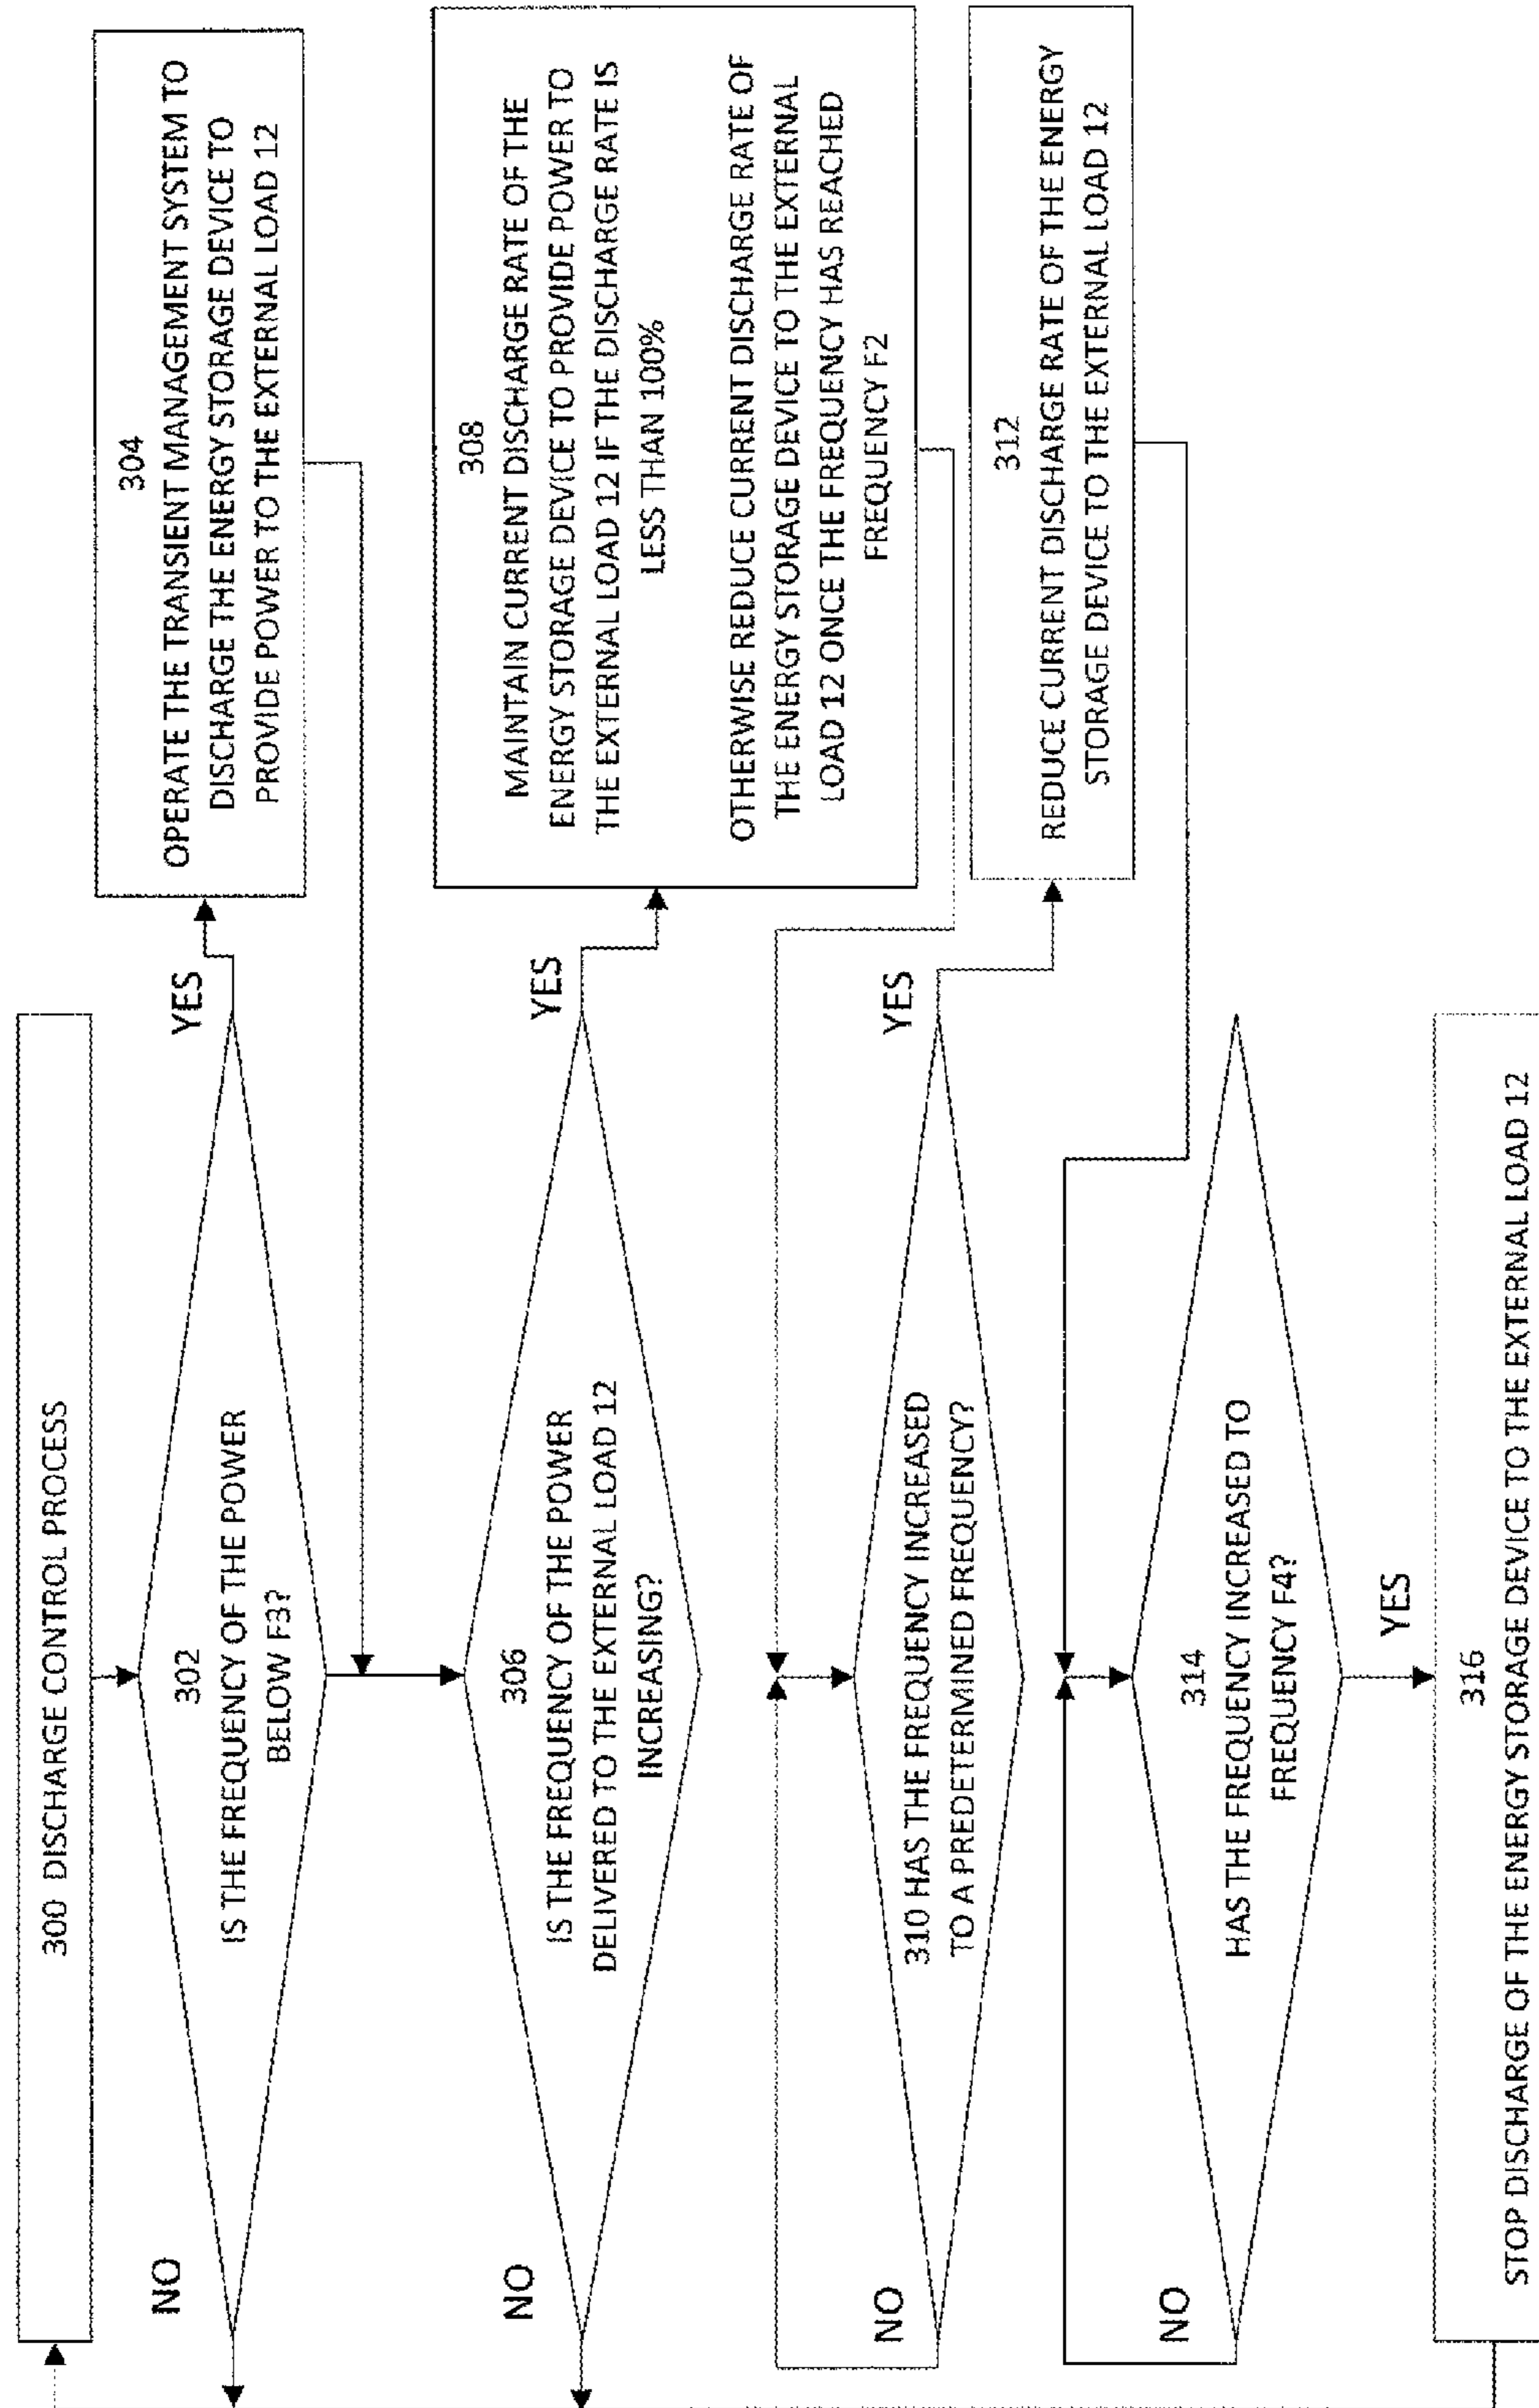 300 DISCHARGE CONTROL PROCESS
NO
302
IS THE FREQUENCY OF THE POWER
BELOW F3?
YES
304
OPERATE THE TRANSIENT MANAGEMENT SYSTEM TO
DISCHARGE THE ENERGY STORAGE DEVICE TO
PROVIDE POWER TO THE EXTERNAL LOAD 12
NO
306
IS THE FREQUENCY OF THE POWER
DELIVERED TO THE EXTERNAL LOAD 12
INCREASING?
YES
308
MAINTAIN CURRENT DISCHARGE RATE OF THE
ENERGY STORAGE DEVICE TO PROVIDE POWER TO
THE EXTERNAL LOAD 12 IF THE DISCHARGE RATE IS
LESS THAN 100%
OTHERWISE REDUCE CURRENT DISCHARGE RATE OF
THE ENERGY STORAGE DEVICE TO THE EXTERNAL
LOAD 12 ONCE THE FREQUENCY HAS REACHED
FREQUENCY F2
NO
310 HAS THE FREQUENCY INCREASED
TO A PREDETERMINED FREQUENCY?
YES
312
REDUCE CURRENT DISCHARGE RATE OF THE ENERGY
STORAGE DEVICE TO THE EXTERNAL LOAD 12
NO
314
HAS THE FREQUENCY INCREASED TO
FREQUENCY F4?
YES
316
STOP DISCHARGE OF THE ENERGY STORAGE DEVICE TO THE EXTERNAL LOAD 12